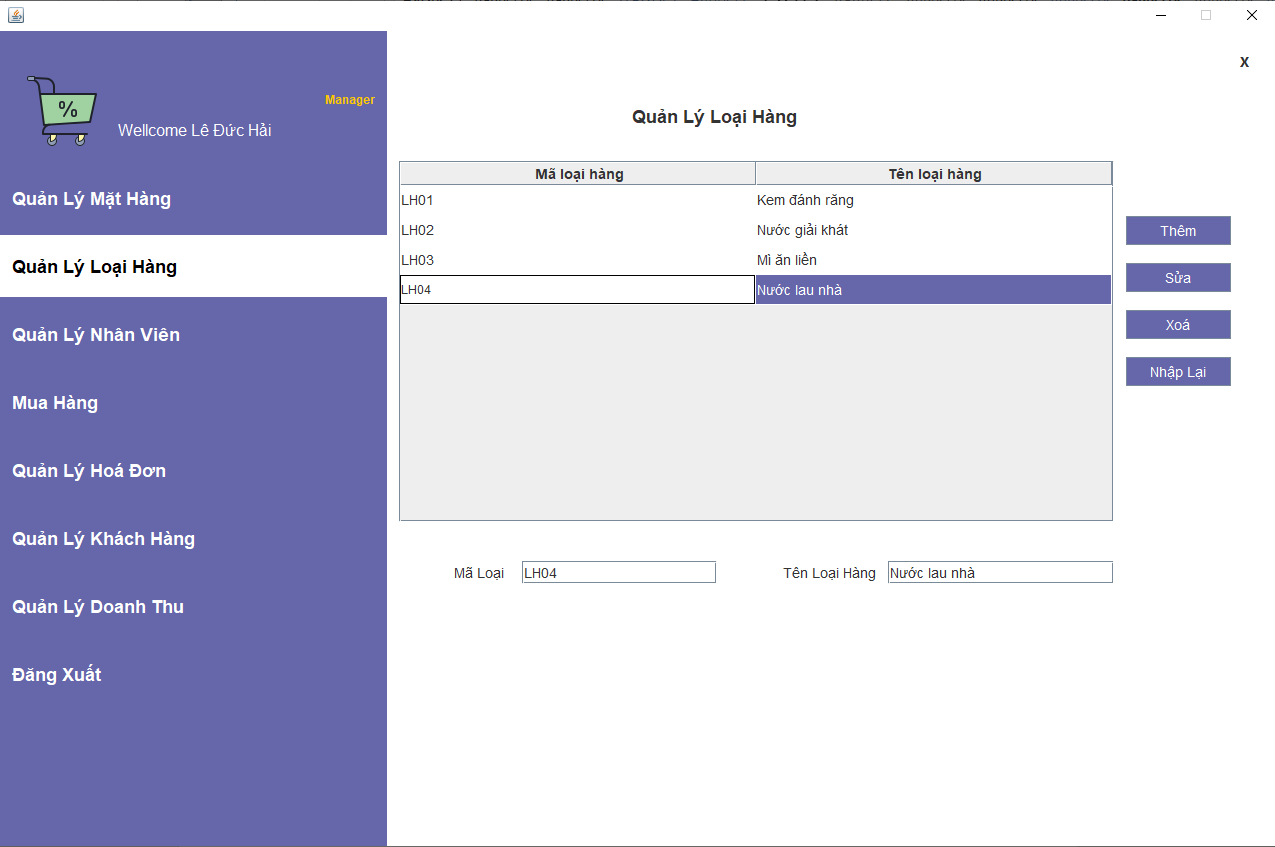 X
%
Manager
Wellcome Lê Đức Hải
Quản Lý Mặt Hàng
Quản Lý Loại Hàng
Quản Lý Nhân Viên
Mua Hàng
Quản Lý Hoá Đơn
Quản Lý Khách Hàng
Quản Lý Doanh Thu
Đăng Xuất
Quản Lý Loại Hàng
Mã loại hàng Tên loại hàng
LH01 Kem đánh răng
LH02 Nước giải khát
LH03 Mì ăn liền
LH04 Nước lau nhà
Thêm
Sửa
Xoá
Nhập Lại
Mã Loại LH04 Tên Loại Hàng Nước lau nhà